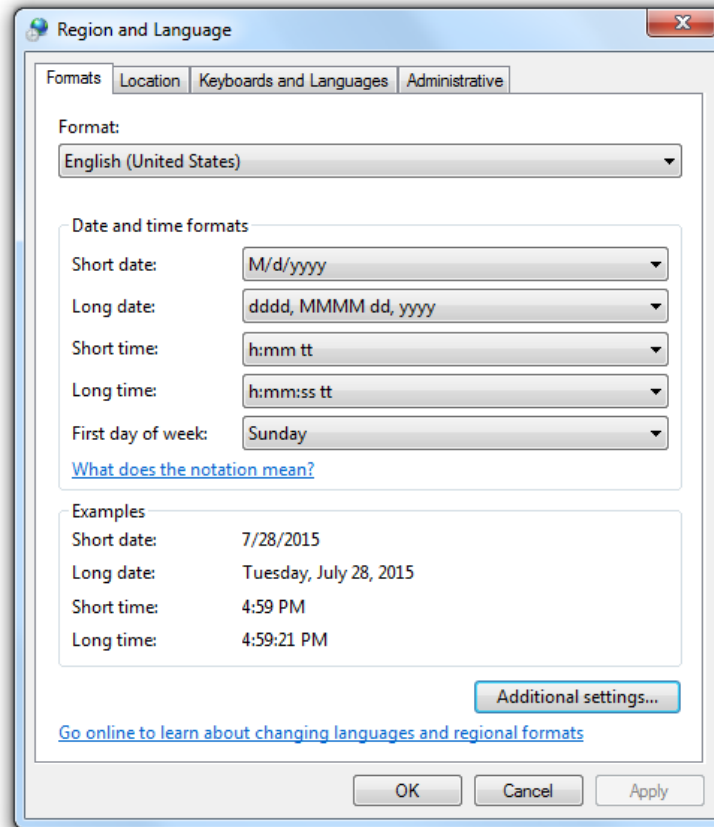 Region and Language
Formats Location Keyboards and Languages Administrative
Format:
English (United States)
Date and time formats
Short date: M/d/yyyy
Long date: dddd, MMMM dd, yyyy
Short time: h:mm tt
Long time: h:mm:ss tt
First day of week: Sunday
What does the notation mean?
Examples
Short date: 7/28/2015
Long date: Tuesday, July 28, 2015
Short time: 4:59 PM
Long time: 4:59:21 PM
Additional settings...
Go online to learn about changing languages and regional formats
OK Cancel Apply